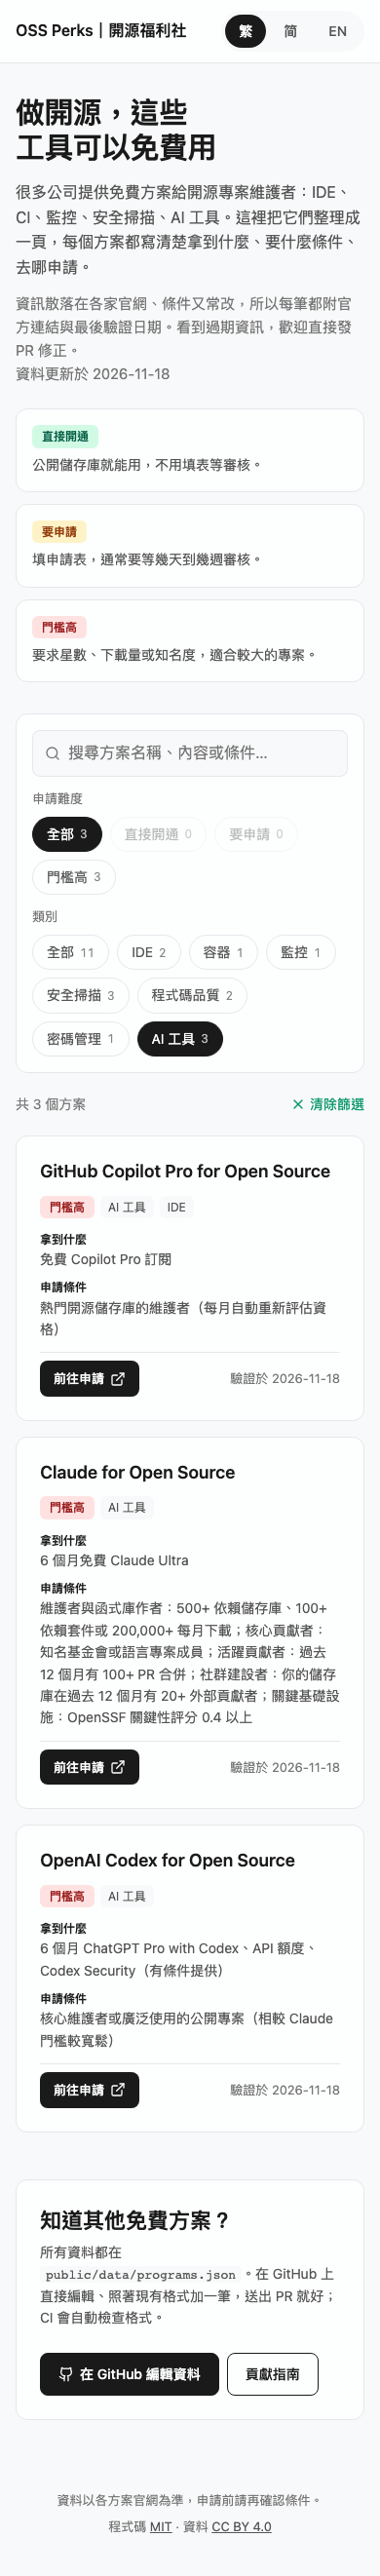 OSS Perks｜開源福利社
繁 简 EN
做開源，這些
工具可以免費用
很多公司提供免費方案給開源專案維護者：IDE、
CI、監控、安全掃描、AI 工具。這裡把它們整理成
一頁，每個方案都寫清楚拿到什麼、要什麼條件、
去哪申請。
資訊散落在各家官網、條件又常改，所以每筆都附官
方連結與最後驗證日期。看到過期資訊，歡迎直接發
PR 修正。
資料更新於 2026-11-18
直接開通
公開儲存庫就能用，不用填表等審核。
要申請
填申請表，通常要等幾天到幾週審核。
門檻高
要求星數、下載量或知名度，適合較大的專案。
搜尋方案名稱、內容或條件...
申請難度
全部 3 直接開通 0 要申請 0
門檻高 3
類別
全部 11 IDE 2 容器 1 監控 1
安全掃描 3 程式碼品質 2
密碼管理 1 AI 工具 3
共 3 個方案 清除篩選
GitHub Copilot Pro for Open Source
門檻高 AI 工具 IDE
拿到什麼
免費 Copilot Pro 訂閱
申請條件
熱門開源儲存庫的維護者（每月自動重新評估資
格）
前往申請 驗證於 2026-11-18
Claude for Open Source
門檻高 AI 工具
拿到什麼
6 個月免費 Claude Ultra
申請條件
維護者與函式庫作者：500+ 依賴儲存庫、100+
依賴套件或 200,000+ 每月下載；核心貢獻者：
知名基金會或語言專案成員；活躍貢獻者：過去
12 個月有 100+ PR 合併；社群建設者：你的儲存
庫在過去 12 個月有 20+ 外部貢獻者；關鍵基礎設
施：OpenSSF 關鍵性評分 0.4 以上
前往申請 驗證於 2026-11-18
OpenAI Codex for Open Source
門檻高 AI 工具
拿到什麼
6 個月 ChatGPT Pro with Codex、API 額度、
Codex Security（有條件提供）
申請條件
核心維護者或廣泛使用的公開專案（相較 Claude
門檻較寬鬆）
前往申請 驗證於 2026-11-18
知道其他免費方案？
所有資料都在
public/data/programs.json 。在 GitHub 上
直接編輯、照著現有格式加一筆，送出 PR 就好；
CI 會自動檢查格式。
在 GitHub 編輯資料 貢獻指南
資料以各方案官網為準，申請前請再確認條件。
程式碼 MIT · 資料 CC BY 4.0